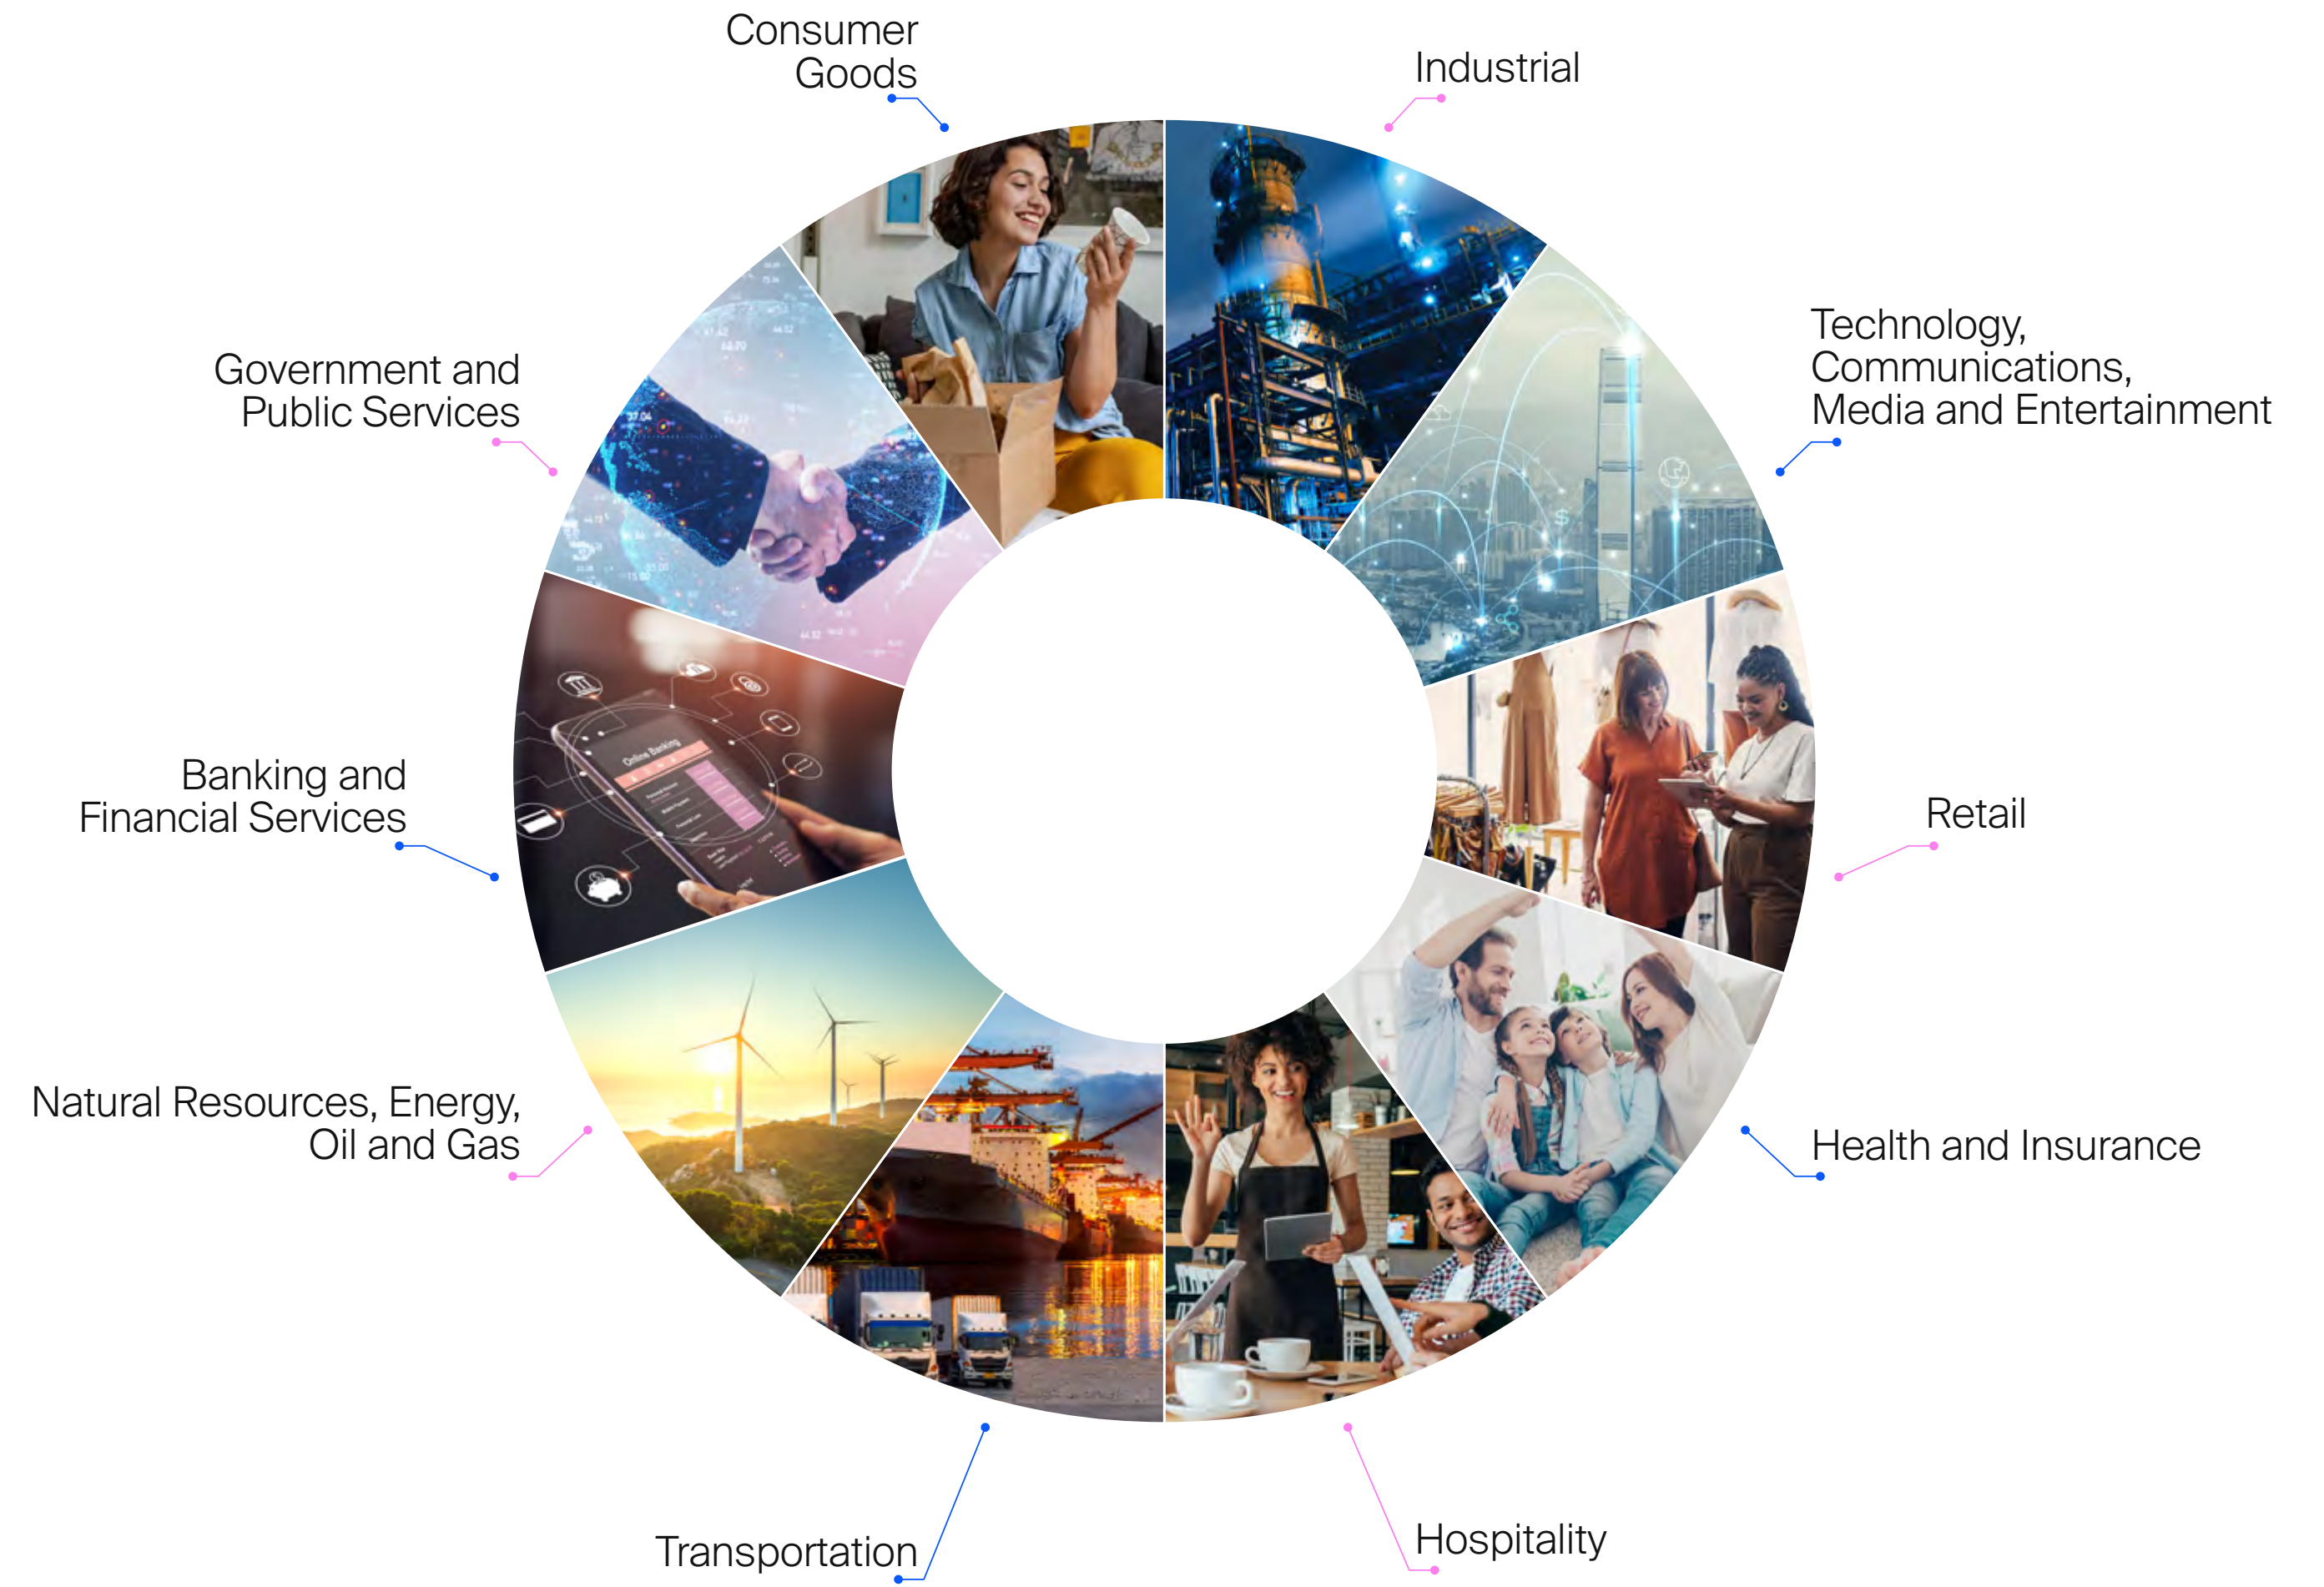 Consumer
Goods
Industrial
Technology,
Communications,
Media and Entertainment
Government and
Public Services
Banking and
Financial Services
Online Banking
Retail
Natural Resources, Energy,
Oil and Gas
Health and Insurance
Transportation
Hospitality